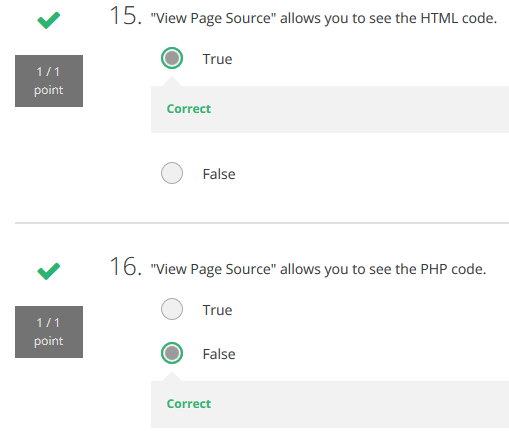 15. "View Page Source" allows you to see the HTML code.
True
1 / 1
point
Correct
False
16. "View Page Source" allows you to see the PHP code.
True
1 / 1
point
False
Correct